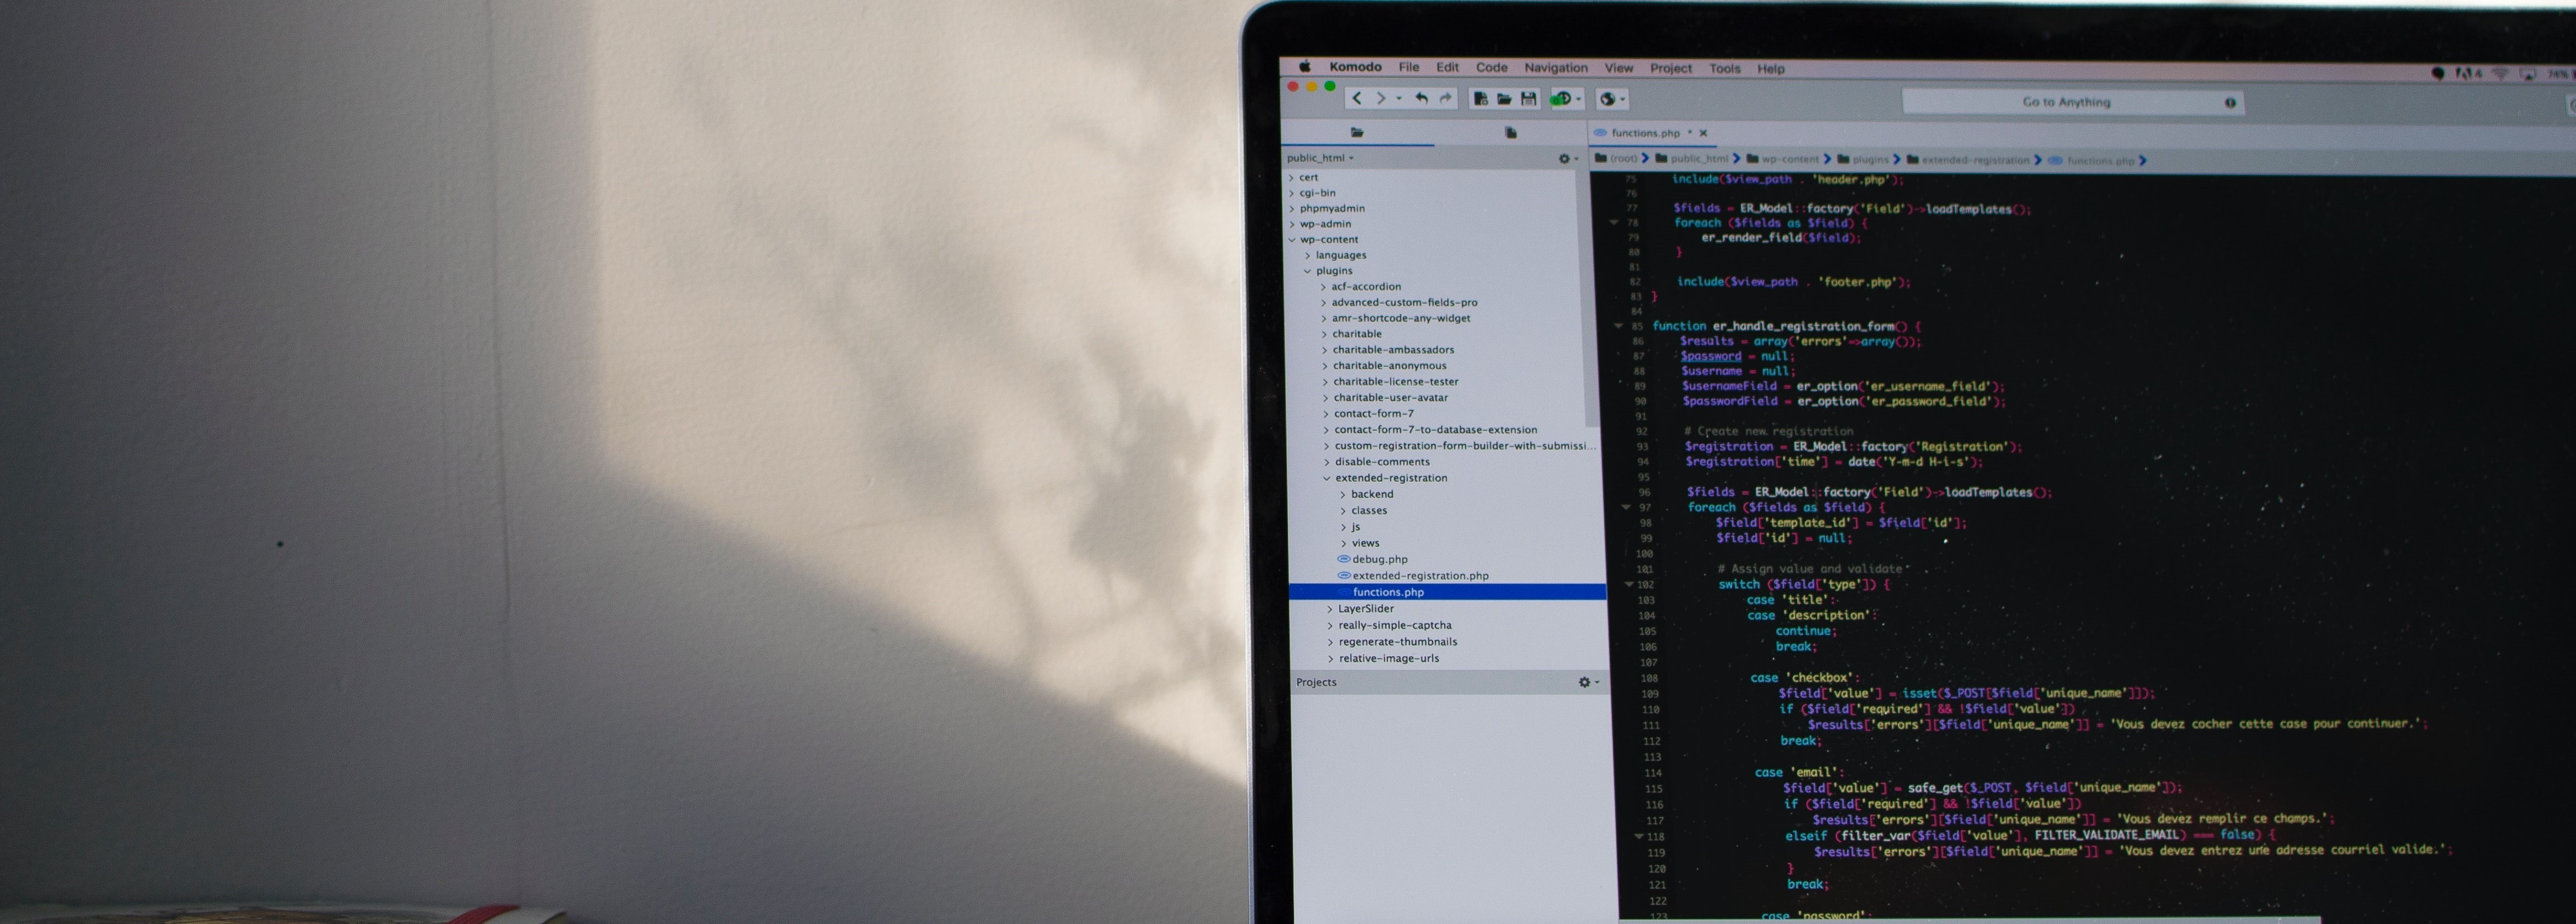 Komodo File Edit Code Navigation View Project Tools Help
Go to Anything
functions.php
public_html
(root) public_html wp-content plugins extended-registration functions.php
cert
cgi-bin
phpmyadmin
wp-admin
wp-content
languages
plugins
acf-accordion
advanced-custom-fields-pro
amr-shortcode-any-widget
charitable
charitable-ambassadors
charitable-anonymous
charitable-license-tester
charitable-user-avatar
contact-form-7
contact-form-7-to-database-extension
custom-registration-form-builder-with-submissi...
disable-comments
extended-registration
backend
classes
js
views
debug.php
extended-registration.php
functions.php
LayerSlider
really-simple-captcha
regenerate-thumbnails
relative-image-urls
Projects
75 include($view_path . 'header.php');
76
77 $fields = ER_Model::factory('Field')->loadTemplates();
78 foreach ($fields as $field) {
79 er_render_field($field);
80 }
81
82 include($view_path . 'footer.php');
83 }
84
85 function er_handle_registration_form() {
86 $results = array('errors'=>array());
87 $password = null;
88 $username = null;
89 $usernameField = er_option('er_username_field');
90 $passwordField = er_option('er_password_field');
91
92 # Create new registration
93 $registration = ER_Model::factory('Registration');
94 $registration['time'] = date('Y-m-d H-i-s');
95
96 $fields = ER_Model::factory('Field')->loadTemplates();
97 foreach ($fields as $field) {
98 $field['template_id'] = $field['id'];
99 $field['id'] = null;
100
101 # Assign value and validate
102 switch ($field['type']) {
103 case 'title':
104 case 'description':
105 continue;
106 break;
107
108 case 'checkbox':
109 $field['value'] = isset($_POST[$field['unique_name']]);
110 if ($field['required'] && !$field['value'])
111 $results['errors'][$field['unique_name']] = 'Vous devez cocher cette case pour continuer.';
112 break;
113
114 case 'email':
115 $field['value'] = safe_get($_POST, $field['unique_name']);
116 if ($field['required'] && !$field['value'])
117 $results['errors'][$field['unique_name']] = 'Vous devez remplir ce champs.';
118 elseif (filter_var($field['value'], FILTER_VALIDATE_EMAIL) === false) {
119 $results['errors'][$field['unique_name']] = 'Vous devez entrez une adresse courriel valide.';
120 }
121 break;
122
123 case 'password':